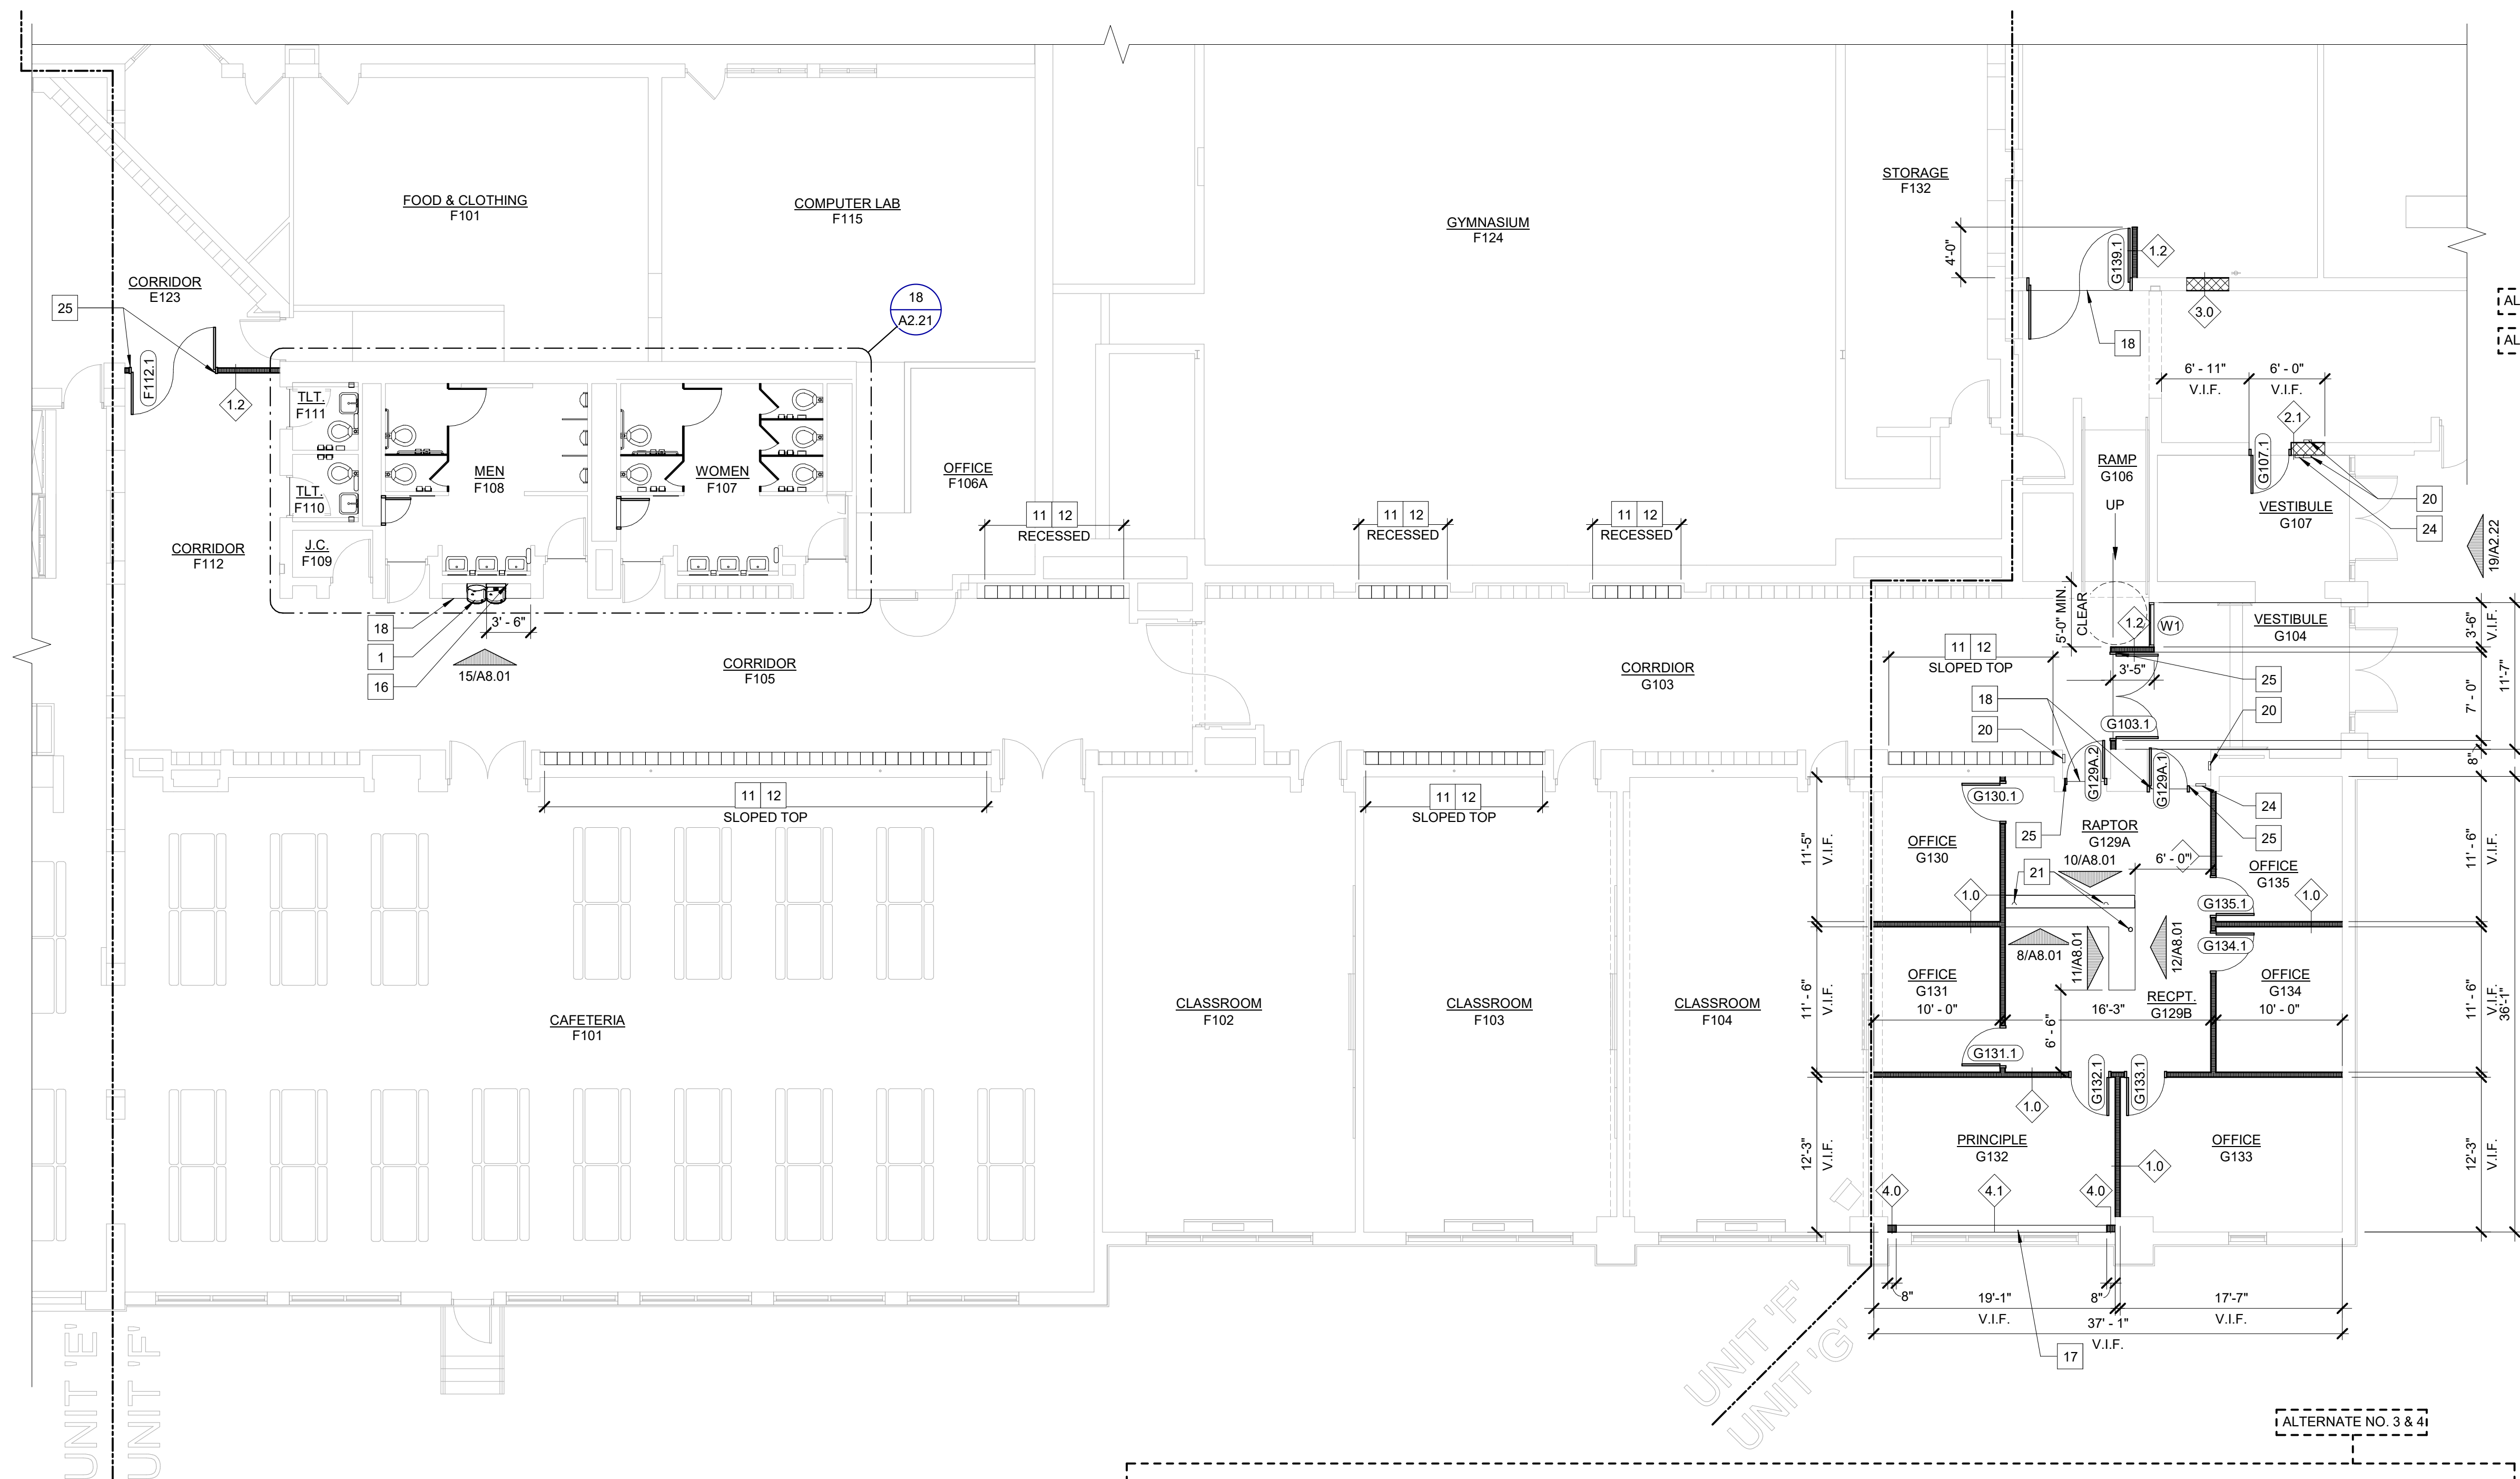 FOOD & CLOTHING
F101
COMPUTER LAB
F115
GYMNASIUM
F124
STORAGE
F132
4'-0"
G139.1
1.2
3.0
18
AL
AL
CORRIDOR
E123
25
F112.1
1.2
18
A2.21
TLT.
F111
TLT.
F110
J.C.
F109
MEN
F108
WOMEN
F107
OFFICE
F106A
CORRIDOR
F112
11 12
RECESSED
11 12
RECESSED
11 12
RECESSED
6' - 11"
V.I.F.
6' - 0"
V.I.F.
2.1
G107.1
RAMP
G106
UP
VESTIBULE
G107
20
24
19/A2.22
18
1
16
3' - 6"
15/A8.01
CORRIDOR
F105
CORRDIOR
G103
11 12
SLOPED TOP
5'-0" MIN.
CLEAR
1.2
W1
VESTIBULE
G104
3'-6"
V.I.F.
11'-7"
3'-5"
25
7' - 0"
18
20
G103.1
20
8"
G129A.2
G129A.1
11 12
SLOPED TOP
11 12
SLOPED TOP
G130.1
25
RAPTOR
G129A
24
25
11'-5"
V.I.F.
OFFICE
G130
10/A8.01
6' - 0"
OFFICE
G135
11' - 6"
V.I.F.
21
1.0
1.0
G135.1
G134.1
8/A8.01
11/A8.01
12/A8.01
11' - 6"
V.I.F.
OFFICE
G131
10' - 0"
16'-3"
RECPT.
G129B
OFFICE
G134
10' - 0"
11' - 6"
V.I.F.
36'-1"
6' - 6"
G131.1
G132.1
G133.1
1.0
CAFETERIA
F101
CLASSROOM
F102
CLASSROOM
F103
CLASSROOM
F104
12'-3"
V.I.F.
PRINCIPLE
G132
1.0
OFFICE
G133
12'-3"
V.I.F.
4.0
4.1
4.0
8"
19'-1"
V.I.F.
8"
17'-7"
V.I.F.
37' - 1"
V.I.F.
17
UNIT 'E'
UNIT 'F'
UNIT 'F'
UNIT 'G'
ALTERNATE NO. 3 & 4